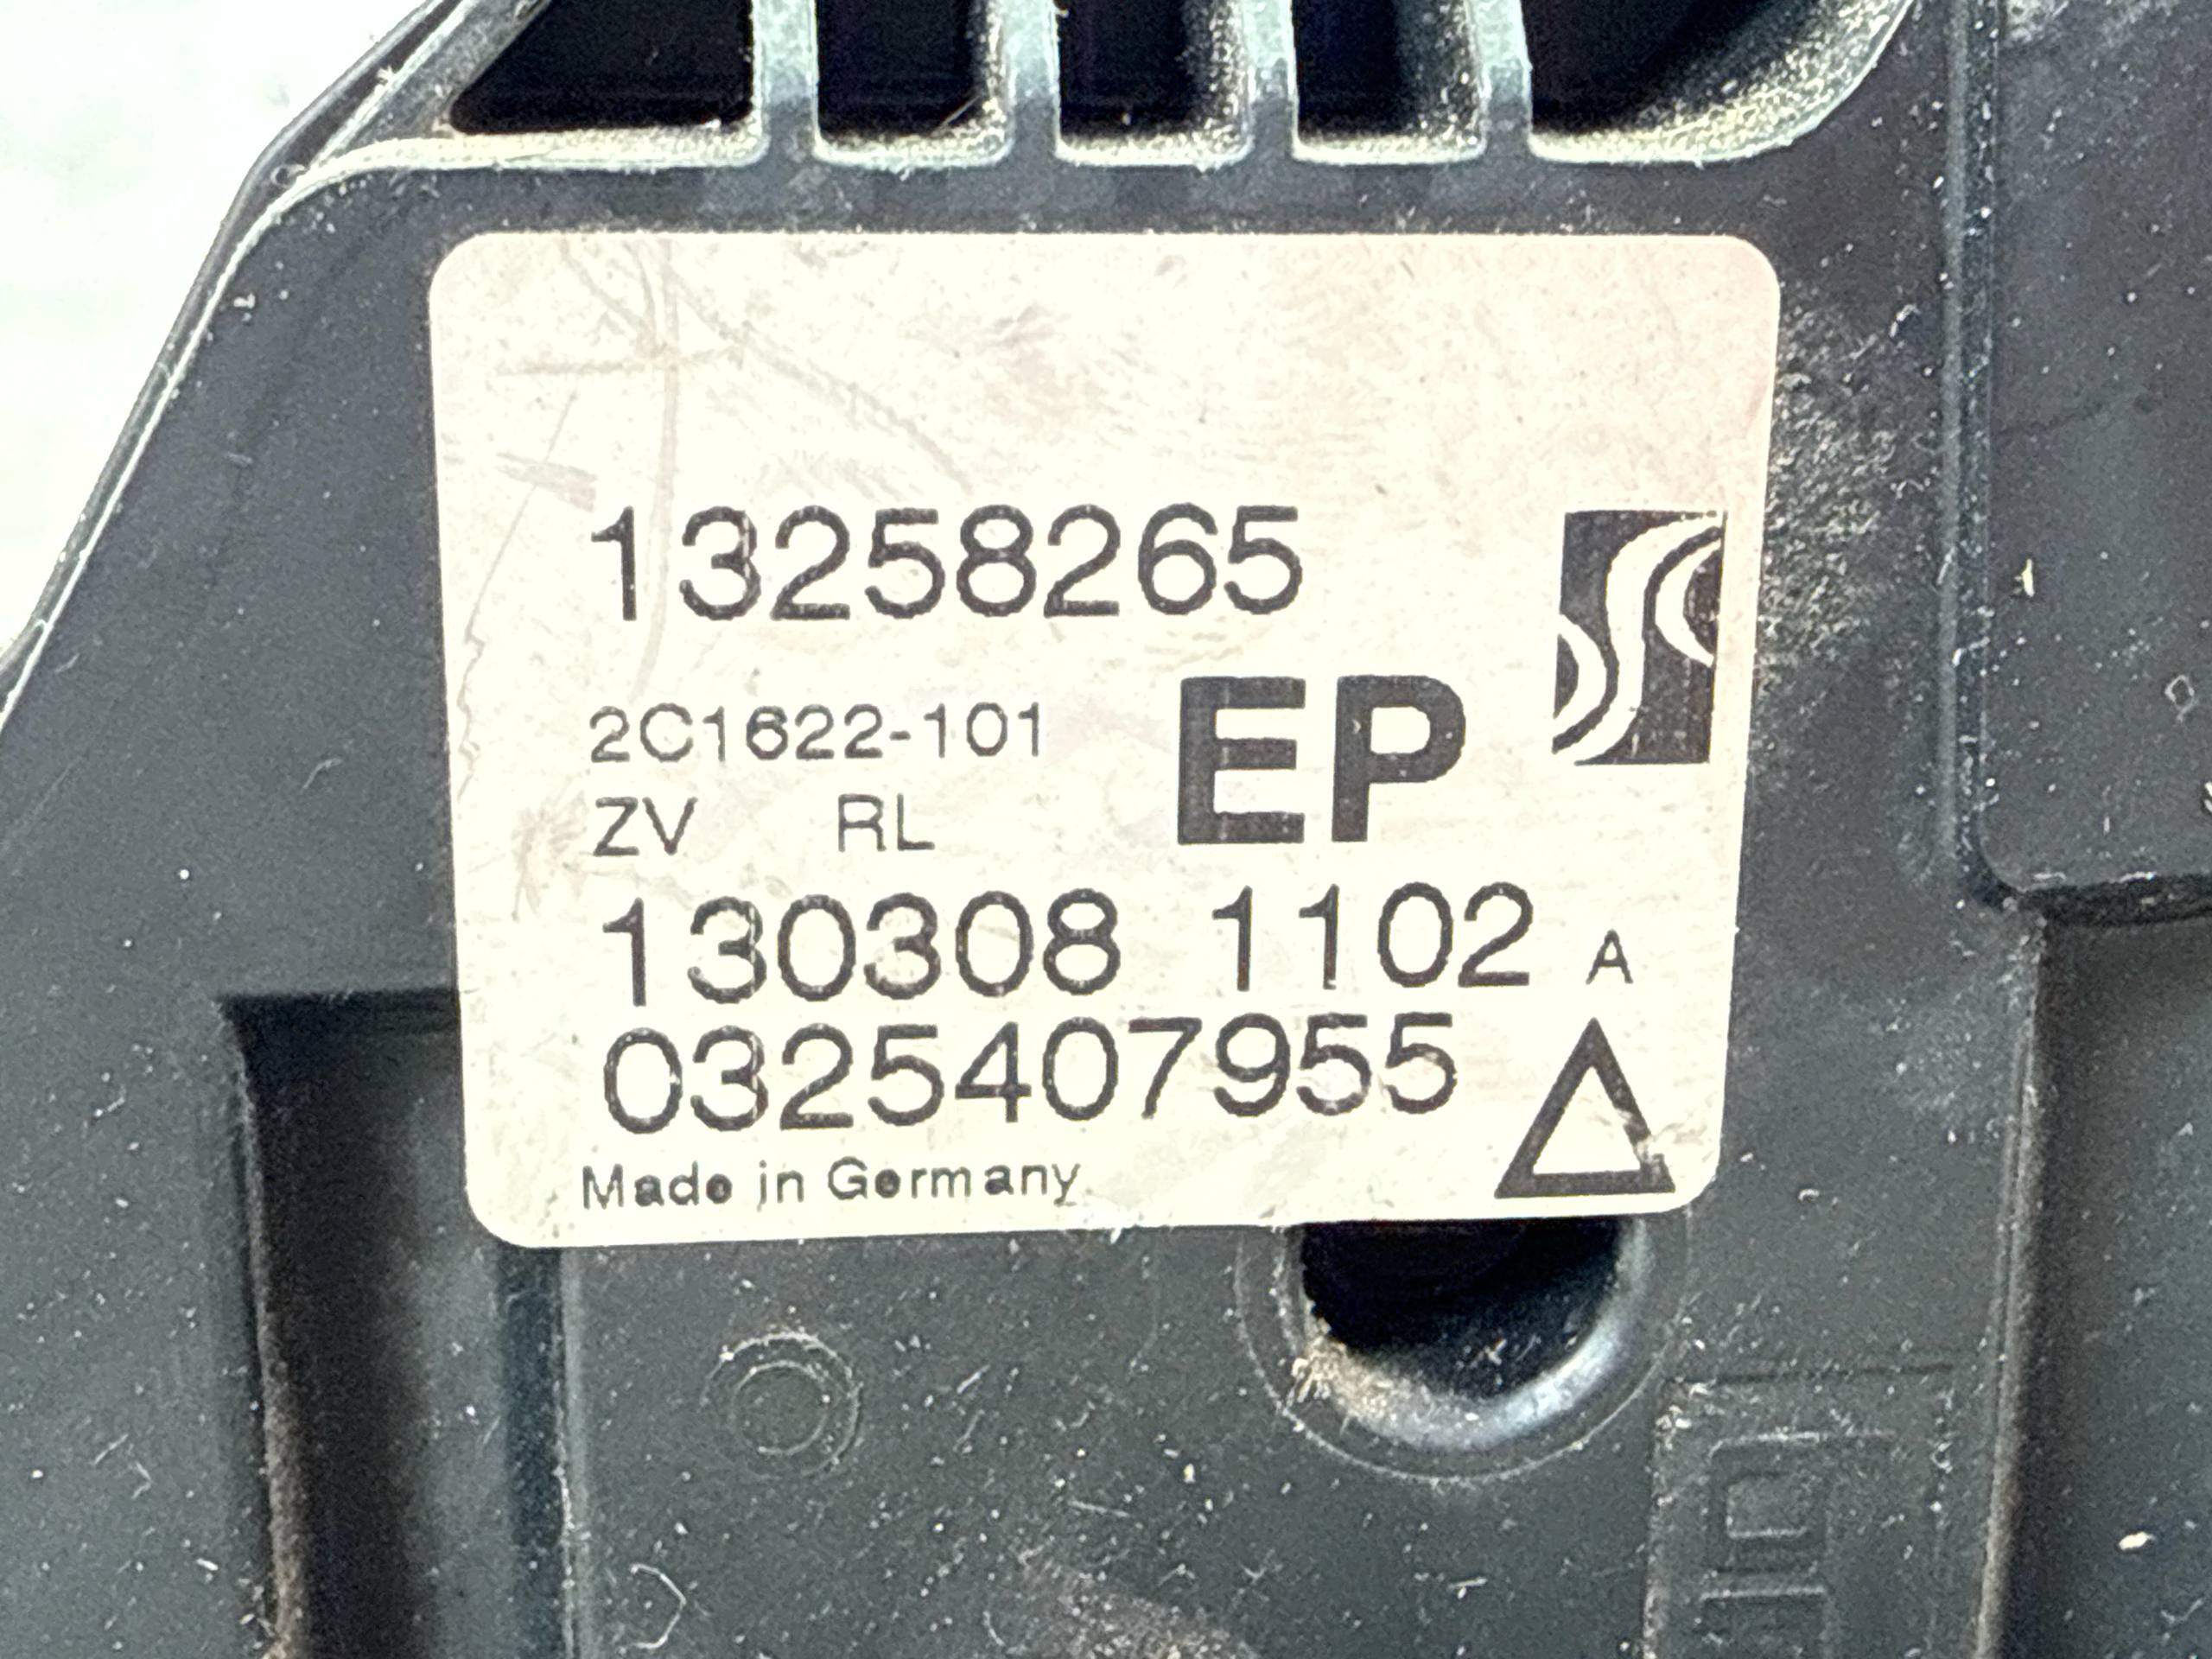 13258265
2C1622-101
EP
ZV RL
130308 1102 A
0325407955
Made in Germany